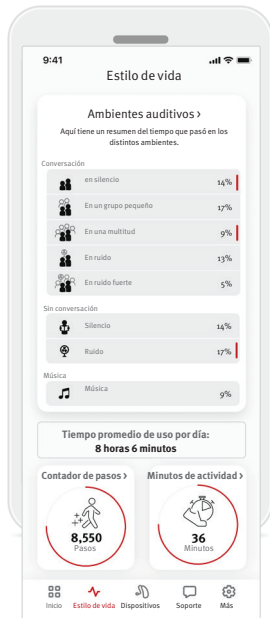 9:41
Estilo de vida
Ambientes auditivos ›
Aquí tiene un resumen del tiempo que pasó en los
distintos ambientes.
Conversación
en silencio 14%
En un grupo pequeño 17%
En una multitud 9%
En ruido 13%
En ruido fuerte 5%
Sin conversación
Silencio 14%
Ruido 17%
Música
Música 9%
Tiempo promedio de uso por día:
8 horas 6 minutos
Contador de pasos ›
8,550
Pasos
Minutos de actividad ›
36
Minutos
Inicio Estilo de vida Dispositivos Soporte Más